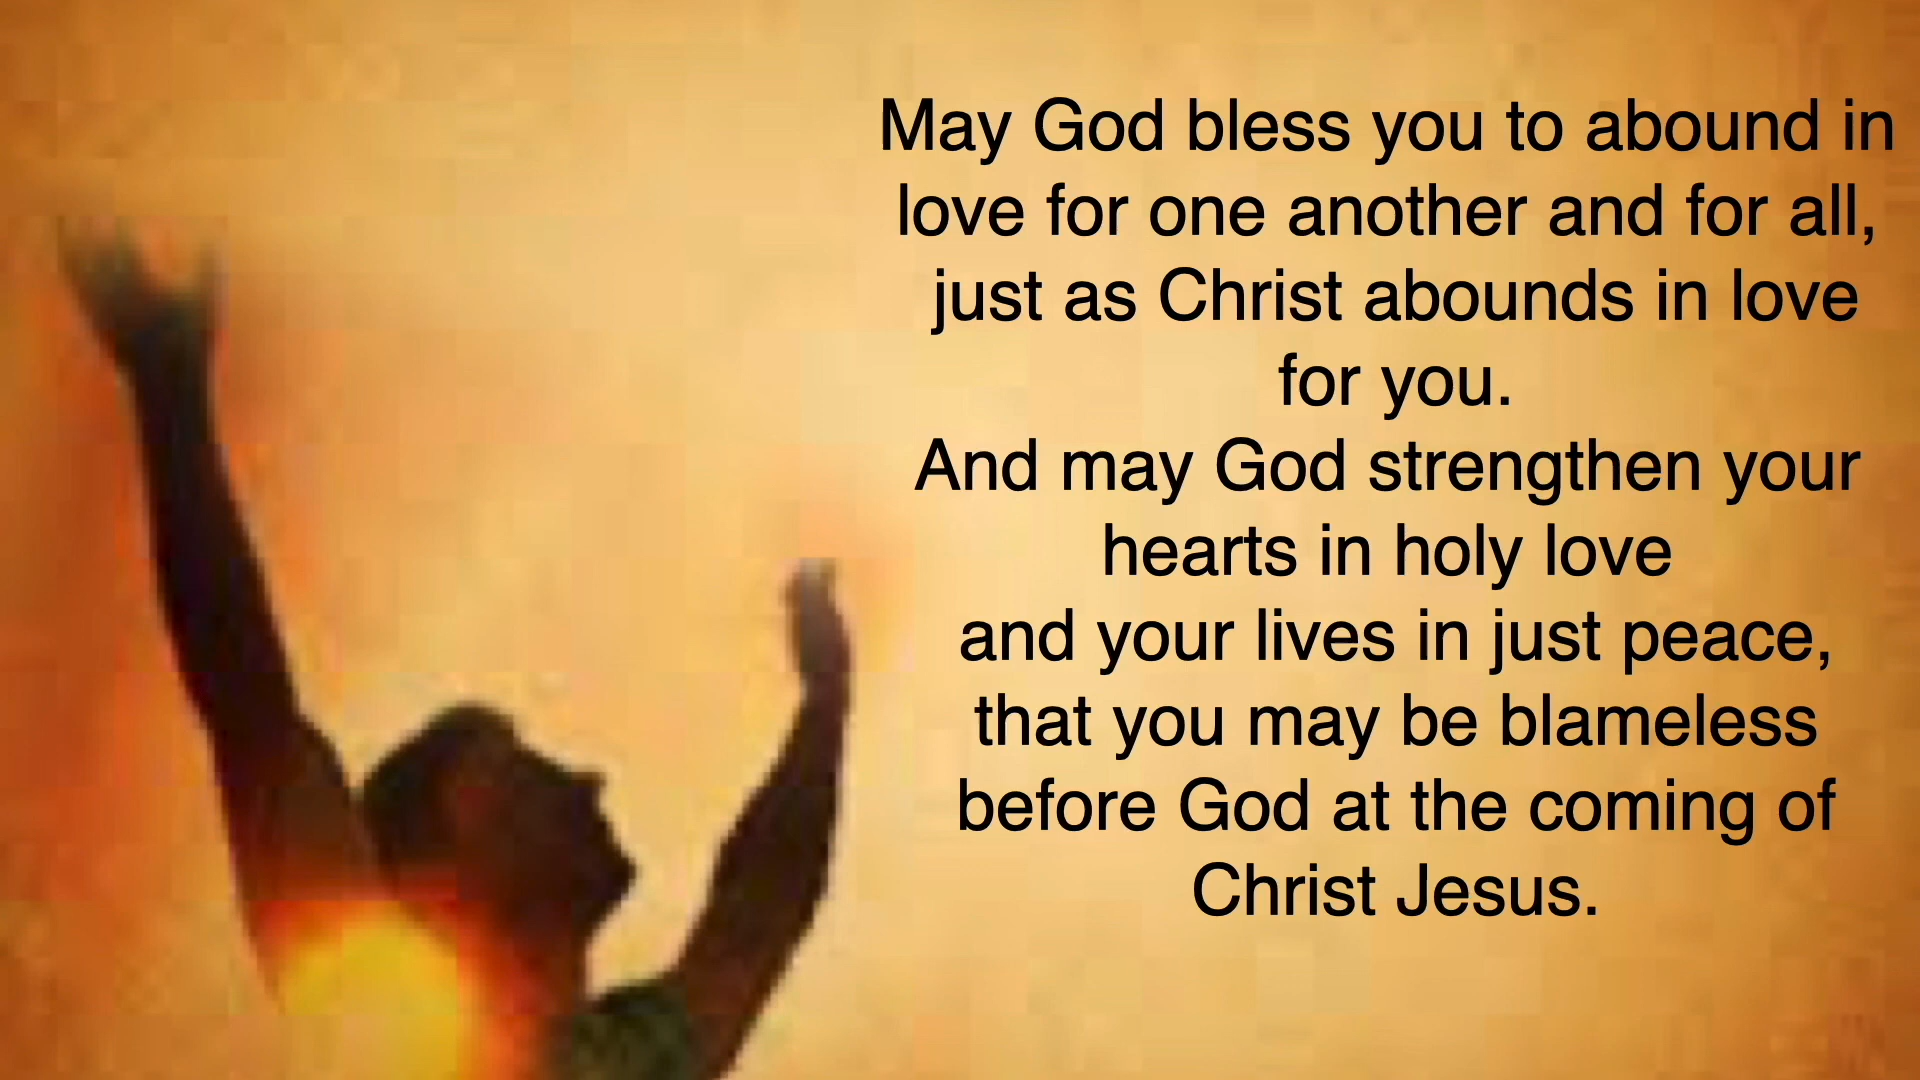 May God bless you to abound in
love for one another and for all,
just as Christ abounds in love
for you.
And may God strengthen your
hearts in holy love
and your lives in just peace,
that you may be blameless
before God at the coming of
Christ Jesus.